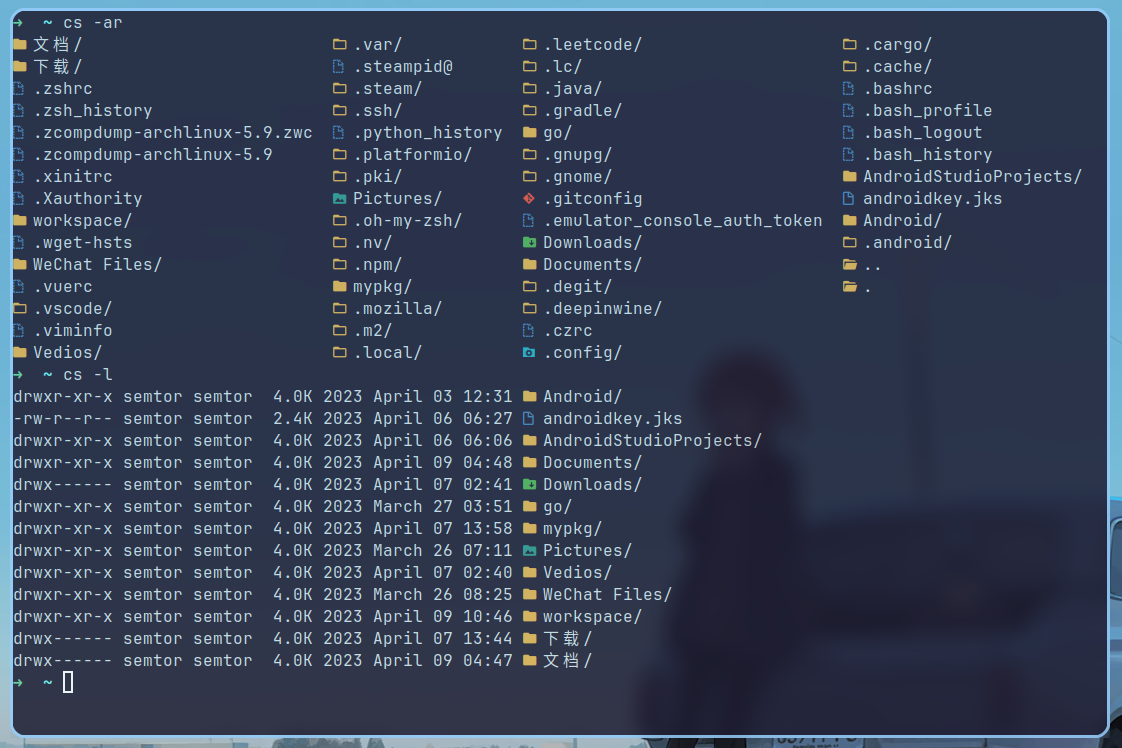 ➜ ~ cs -ar
文档/ .var/ .leetcode/ .cargo/
下载/ .steampid@ .lc/ .cache/
.zshrc .steam/ .java/ .bashrc
.zsh_history .ssh/ .gradle/ .bash_profile
.zcompdump-archlinux-5.9.zwc .python_history go/ .bash_logout
.zcompdump-archlinux-5.9 .platformio/ .gnupg/ .bash_history
.xinitrc .pki/ .gnome/ AndroidStudioProjects/
.Xauthority Pictures/ .gitconfig androidkey.jks
workspace/ .oh-my-zsh/ .emulator_console_auth_token Android/
.wget-hsts .nv/ Downloads/ .android/
WeChat Files/ .npm/ Documents/ ..
.vuerc mypkg/ .degit/ .
.vscode/ .mozilla/ .deepinwine/
.viminfo .m2/ .czrc
Vedios/ .local/ .config/
➜ ~ cs -l
drwxr-xr-x semtor semtor 4.0K 2023 April 03 12:31 Android/
-rw-r--r-- semtor semtor 2.4K 2023 April 06 06:27 androidkey.jks
drwxr-xr-x semtor semtor 4.0K 2023 April 06 06:06 AndroidStudioProjects/
drwxr-xr-x semtor semtor 4.0K 2023 April 09 04:48 Documents/
drwx------ semtor semtor 4.0K 2023 April 07 02:41 Downloads/
drwxr-xr-x semtor semtor 4.0K 2023 March 27 03:51 go/
drwxr-xr-x semtor semtor 4.0K 2023 April 07 13:58 mypkg/
drwxr-xr-x semtor semtor 4.0K 2023 March 26 07:11 Pictures/
drwxr-xr-x semtor semtor 4.0K 2023 April 07 02:40 Vedios/
drwxr-xr-x semtor semtor 4.0K 2023 March 26 08:25 WeChat Files/
drwxr-xr-x semtor semtor 4.0K 2023 April 09 10:46 workspace/
drwx------ semtor semtor 4.0K 2023 April 07 13:44 下载/
drwx------ semtor semtor 4.0K 2023 April 09 04:47 文档/
➜ ~